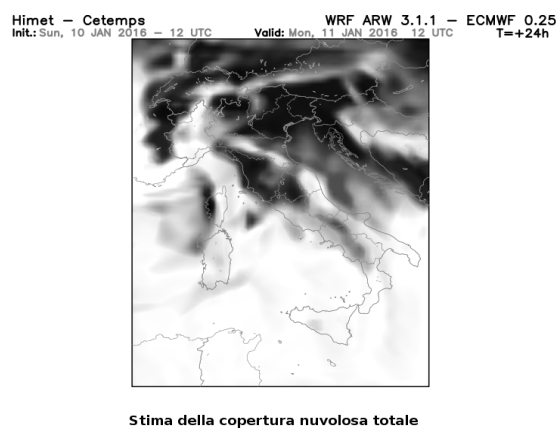 Himet – Cetemps WRF ARW 3.1.1 – ECMWF 0.25
Init.: Sun, 10 JAN 2016 – 12 UTC Valid: Mon, 11 JAN 2016 12 UTC T=+24h
Stima della copertura nuvolosa totale